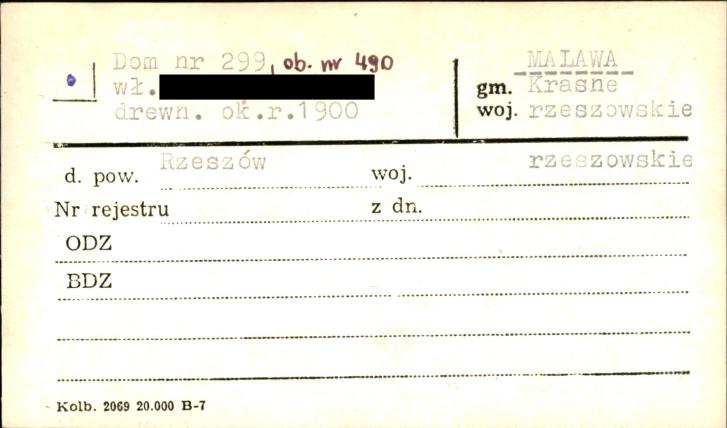 Dom nr 299, ob. nr 490
wł.
drewn. ok.r.1900
MALAWA
gm. Krasne
woj. rzeszowskie
d. pow. Rzeszów woj. rzeszowskie
Nr rejestru z dn.
ODZ
BDZ
Kolb. 2069 20.000 B-7